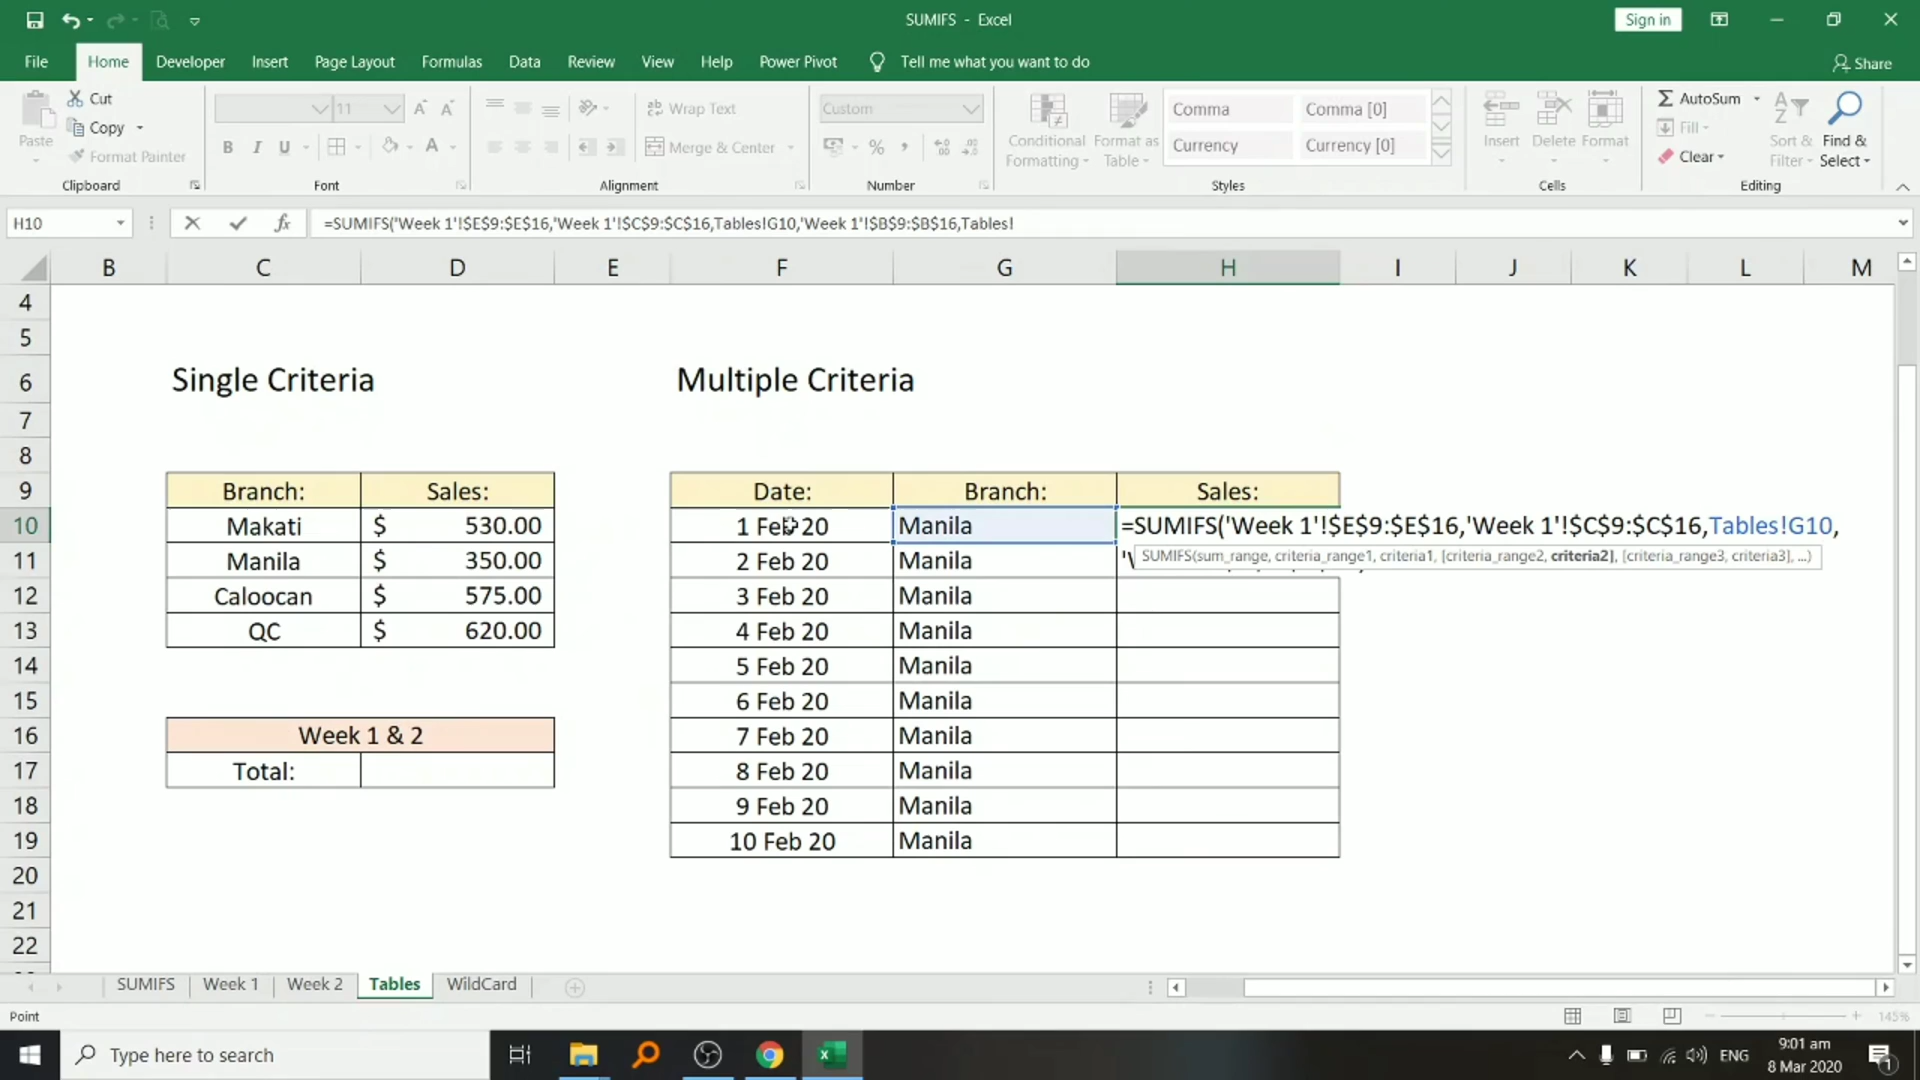 SUMIFS - Excel
Sign in
File Home Developer Insert Page Layout Formulas Data Review View Help Power Pivot Tell me what you want to do Share
Paste Cut Copy Format Painter
11
Wrap Text
Merge & Center
Custom
Conditional Formatting
Format as Table
Comma Comma [0]
Currency Currency [0]
Insert Delete Format
AutoSum
Fill
Clear
Sort & Filter
Find & Select
Clipboard Font Alignment Number Styles Cells Editing
H10 =SUMIFS('Week 1'!$E$9:$E$16,'Week 1'!$C$9:$C$16,Tables!G10,'Week 1'!$B$9:$B$16,Tables!
B C D E F G H I J K L M
4
5
6 Single Criteria Multiple Criteria
7
8
9 Branch: Sales: Date: Branch: Sales:
10 Makati $ 530.00 1 Feb 20 Manila =SUMIFS('Week 1'!$E$9:$E$16,'Week 1'!$C$9:$C$16,Tables!G10,
11 Manila $ 350.00 2 Feb 20 Manila SUMIFS(sum_range, criteria_range1, criteria1, [criteria_range2, criteria2], [criteria_range3, criteria3], ...)
12 Caloocan $ 575.00 3 Feb 20 Manila
13 QC $ 620.00 4 Feb 20 Manila
14 5 Feb 20 Manila
15 6 Feb 20 Manila
16 Week 1 & 2 7 Feb 20 Manila
17 Total: 8 Feb 20 Manila
18 9 Feb 20 Manila
19 10 Feb 20 Manila
20
21
22
SUMIFS Week 1 Week 2 Tables WildCard
Point 145%
Type here to search
ENG
9:01 am
8 Mar 2020
1